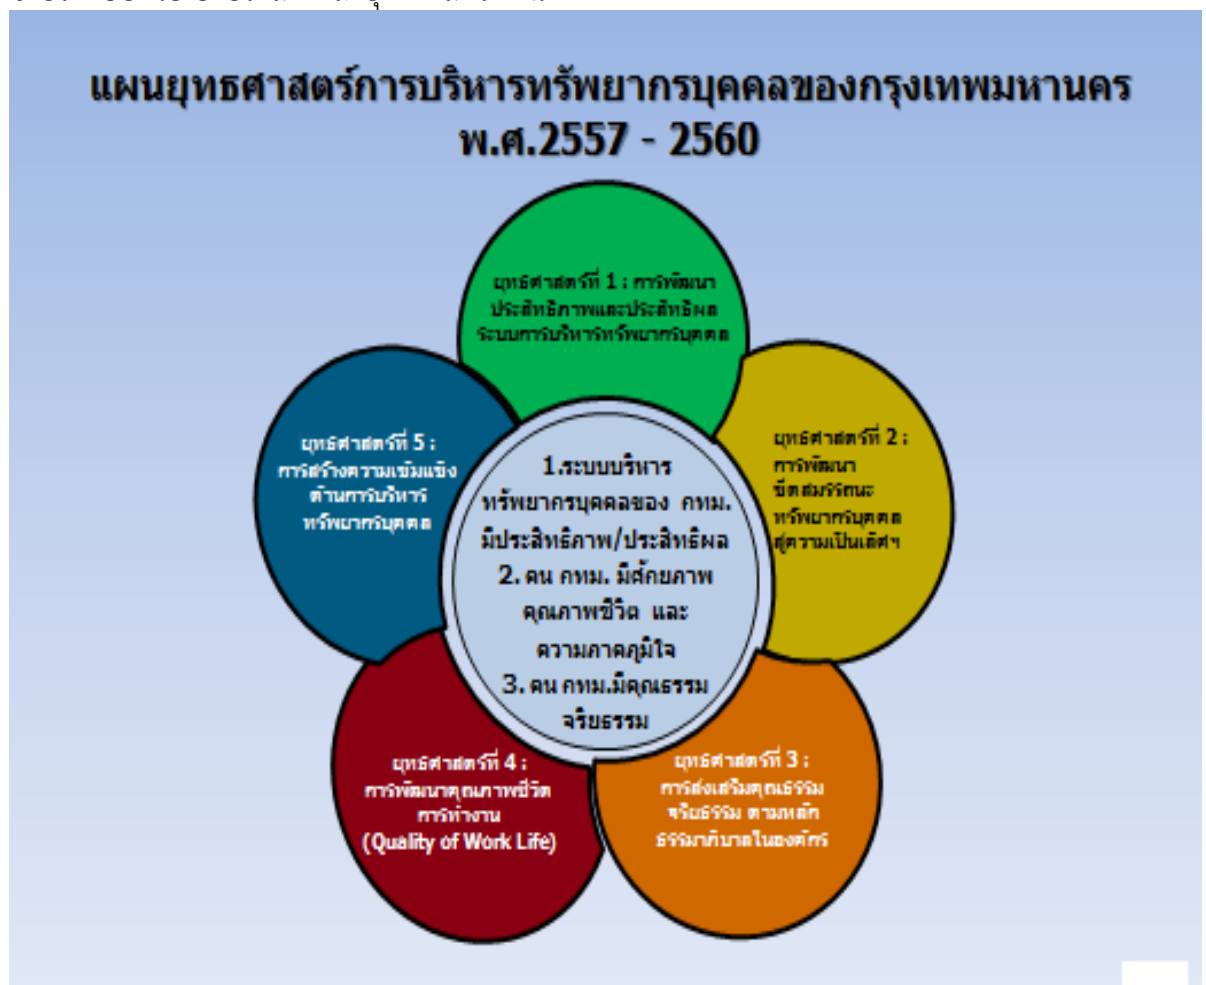 แผนยุทธศาสตร์การบริหารทรัพยากรบุคคลของกรุงเทพมหานคร
พ.ศ.2557 - 2560
ยุทธศาสตร์ที่ 1 : การพัฒนา
ประสิทธิภาพและประสิทธิผล
ระบบการบริหารทรัพยากรบุคคล
ยุทธศาสตร์ที่ 2 :
การพัฒนา
ขีดสมรรถนะ
ทรัพยากรบุคคล
สู่ความเป็นเลิศฯ
ยุทธศาสตร์ที่ 3 :
การส่งเสริมคุณธรรม
จริยธรรม ตามหลัก
ธรรมาภิบาลในองค์กร
ยุทธศาสตร์ที่ 4 :
การพัฒนาคุณภาพชีวิต
การทำงาน
(Quality of Work Life)
ยุทธศาสตร์ที่ 5 :
การสร้างความเข้มแข็ง
ด้านการบริหาร
ทรัพยากรบุคคล
1.ระบบบริหาร
ทรัพยากรบุคคลของ กทม.
มีประสิทธิภาพ/ประสิทธิผล
2. คน กทม. มีศักยภาพ
คุณภาพชีวิต และ
ความภาคภูมิใจ
3. คน กทม.มีคุณธรรม
จริยธรรม